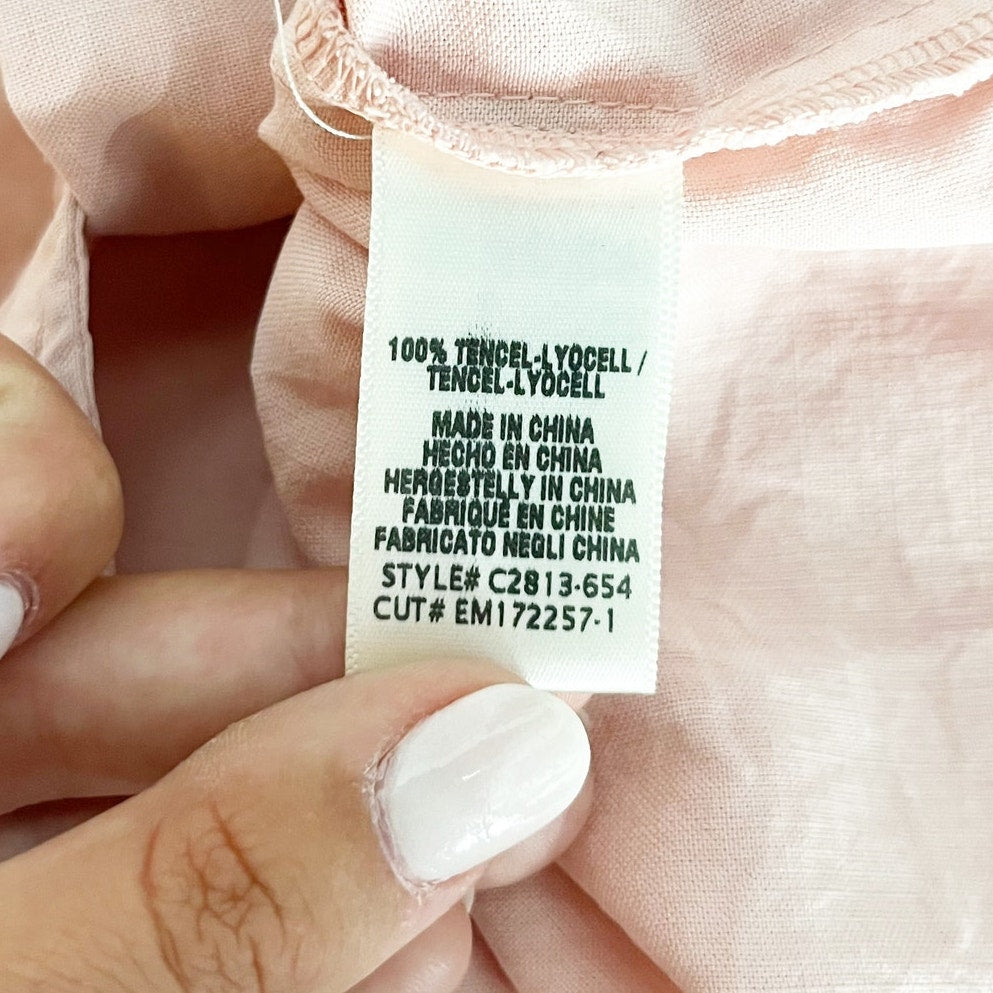 100% TENCEL-LYOCELL /
TENCEL-LYOCELL
MADE IN CHINA
HECHO EN CHINA
HERGESTELLY IN CHINA
FABRIQUE EN CHINE
FABRICATO NEGLI CHINA
STYLE# C2813-654
CUT# EM172257-1